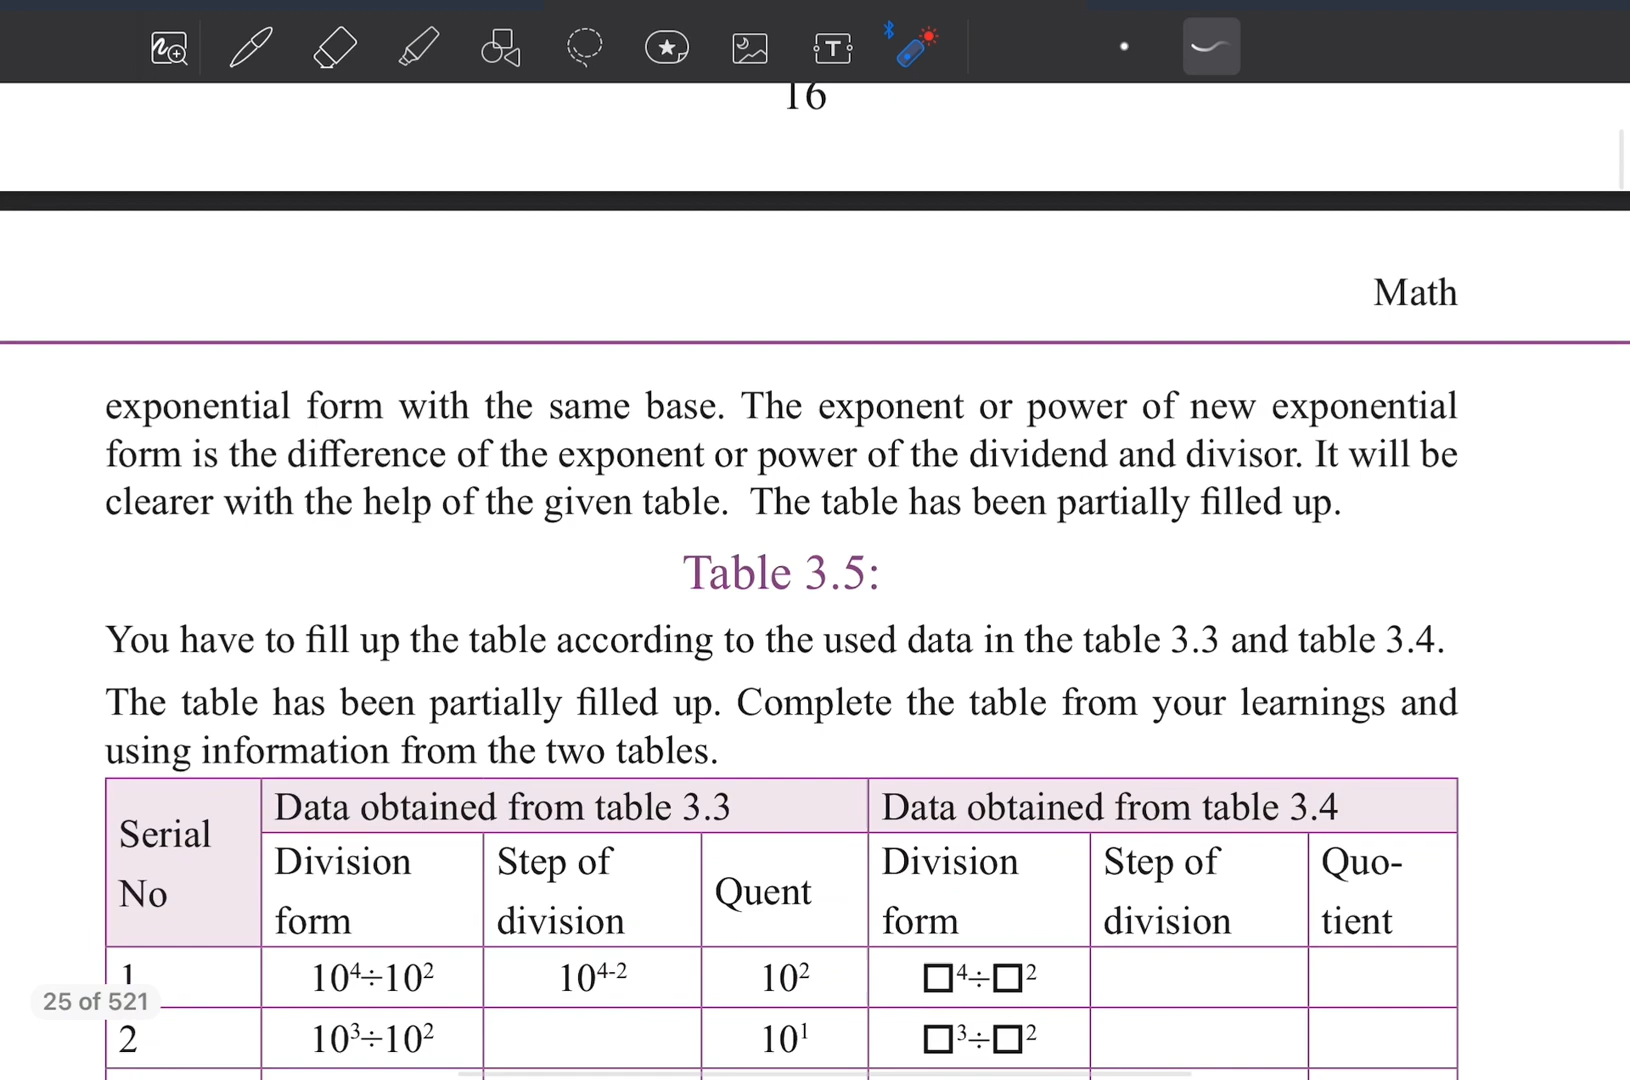 16
Math
exponential form with the same base. The exponent or power of new exponential
form is the difference of the exponent or power of the dividend and divisor. It will be
clearer with the help of the given table. The table has been partially filled up.
Table 3.5:
You have to fill up the table according to the used data in the table 3.3 and table 3.4.
The table has been partially filled up. Complete the table from your learnings and
using information from the two tables.
Serial No | Data obtained from table 3.3 | Data obtained from table 3.4
Division form | Step of division | Quent | Division form | Step of division | Quo-tient
1 | 10⁴÷10² | 10⁴⁻² | 10² | □⁴÷□²
2 | 10³÷10² | | 10¹ | □³÷□²
25 of 521